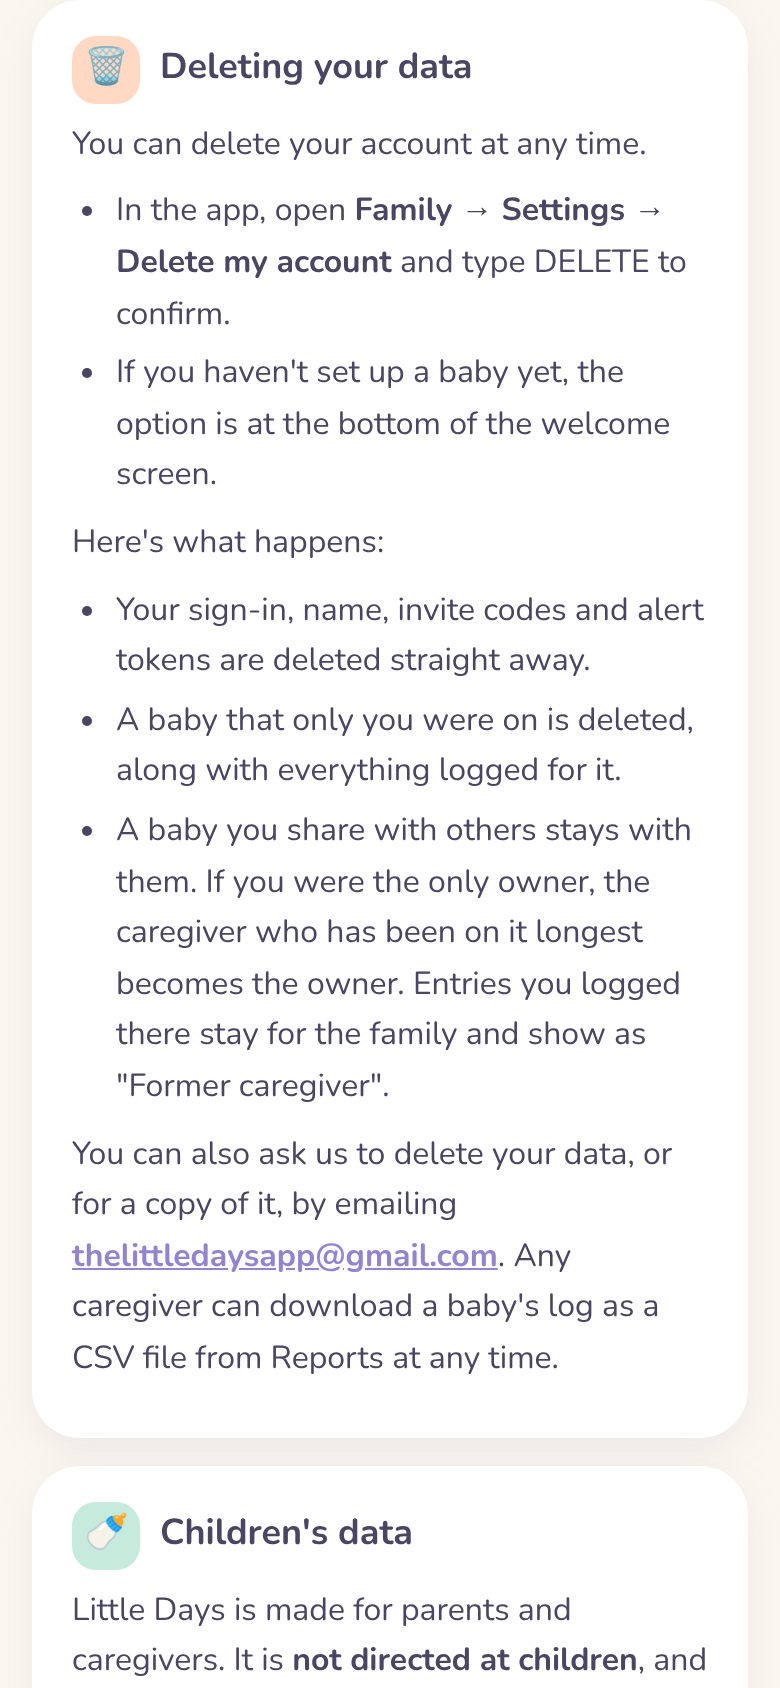 Deleting your data
You can delete your account at any time.
• In the app, open Family → Settings →
Delete my account and type DELETE to
confirm.
• If you haven't set up a baby yet, the
option is at the bottom of the welcome
screen.
Here's what happens:
• Your sign-in, name, invite codes and alert
tokens are deleted straight away.
• A baby that only you were on is deleted,
along with everything logged for it.
• A baby you share with others stays with
them. If you were the only owner, the
caregiver who has been on it longest
becomes the owner. Entries you logged
there stay for the family and show as
"Former caregiver".
You can also ask us to delete your data, or
for a copy of it, by emailing
thelittledaysapp@gmail.com. Any
caregiver can download a baby's log as a
CSV file from Reports at any time.
Children's data
Little Days is made for parents and
caregivers. It is not directed at children, and